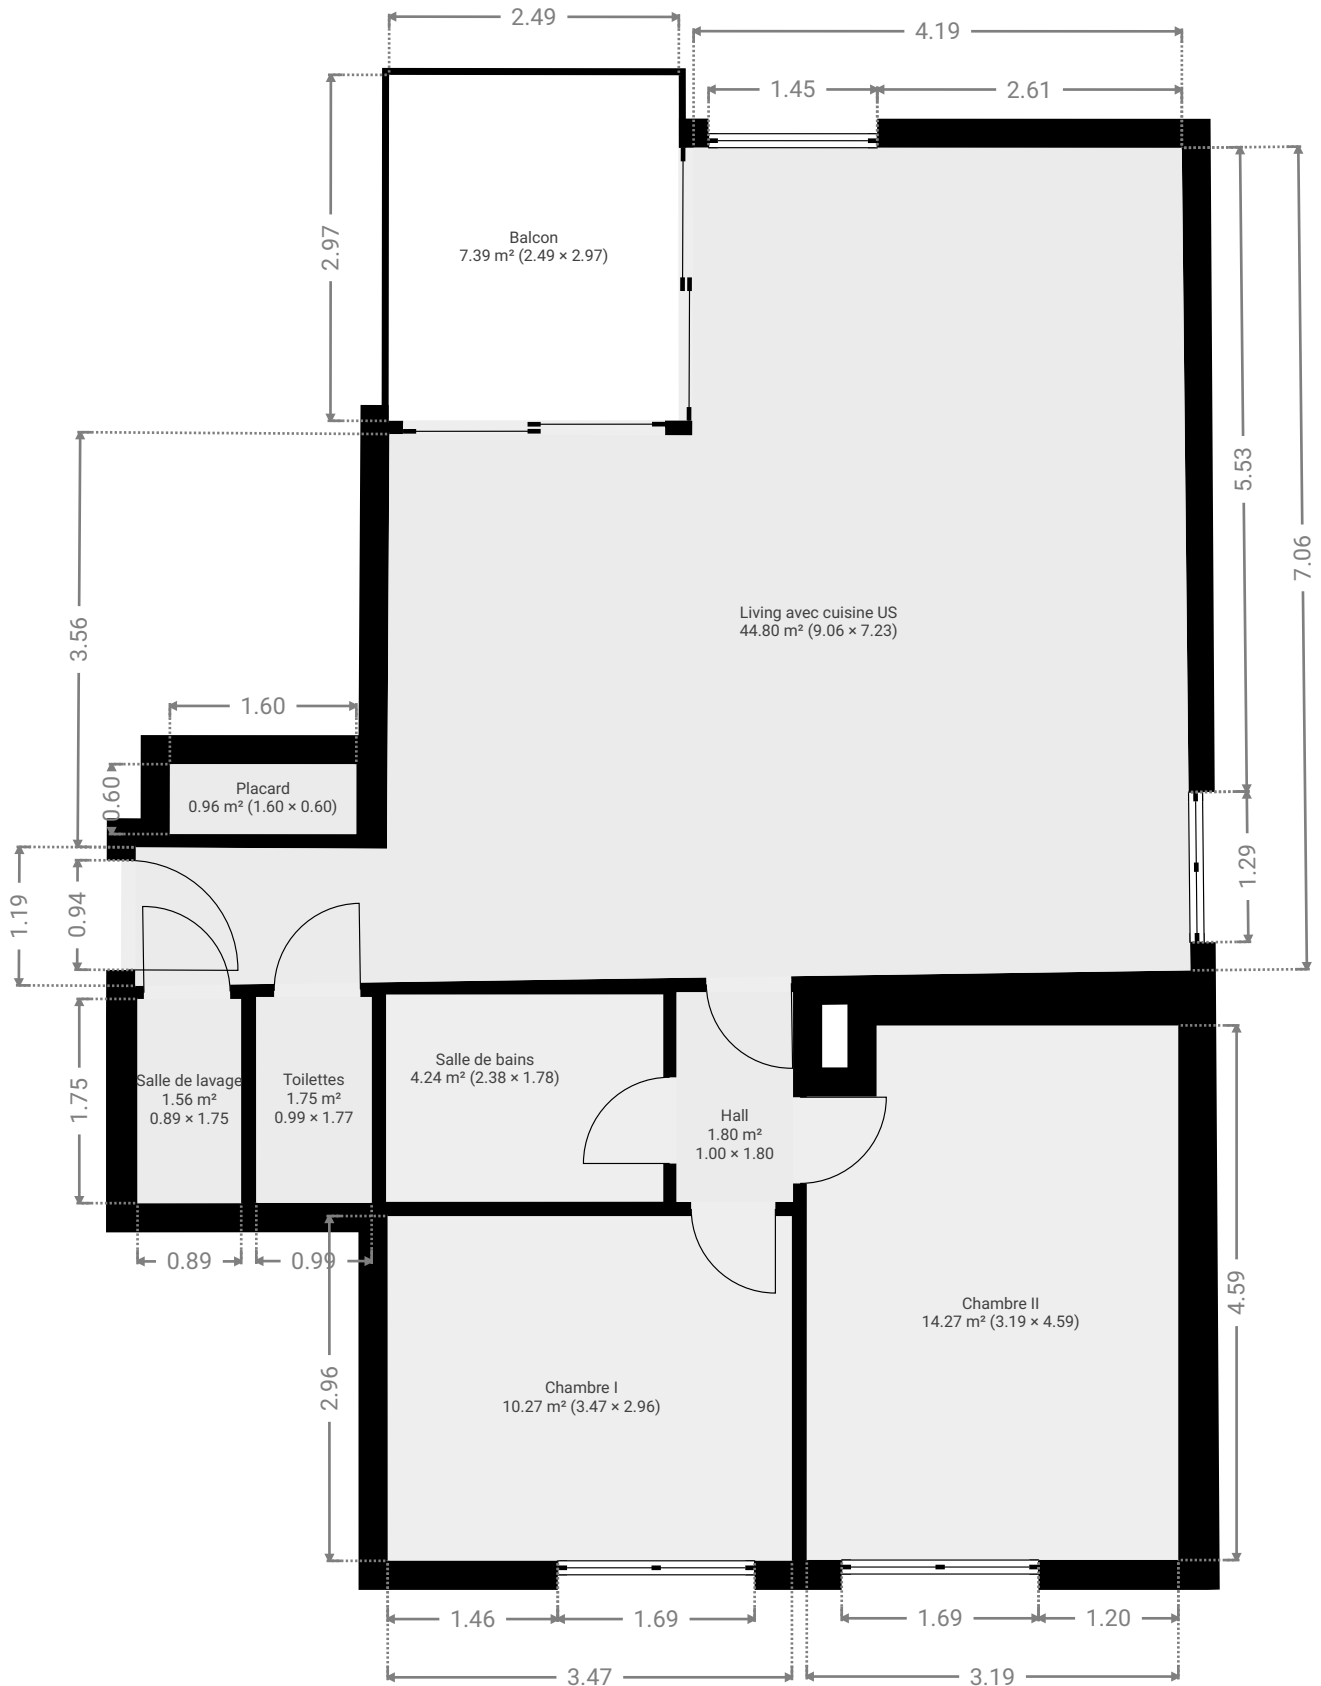 2.49
4.19
1.45
2.61
2.97
Balcon
7.39 m² (2.49 × 2.97)
5.53
7.06
3.56
Living avec cuisine US
44.80 m² (9.06 × 7.23)
1.60
0.60
Placard
0.96 m² (1.60 × 0.60)
1.29
1.19
0.94
1.75
Salle de lavage
1.56 m²
0.89 × 1.75
Toilettes
1.75 m²
0.99 × 1.77
Salle de bains
4.24 m² (2.38 × 1.78)
Hall
1.80 m²
1.00 × 1.80
0.89
0.99
4.59
Chambre II
14.27 m² (3.19 × 4.59)
2.96
Chambre I
10.27 m² (3.47 × 2.96)
1.46
1.69
1.69
1.20
3.47
3.19